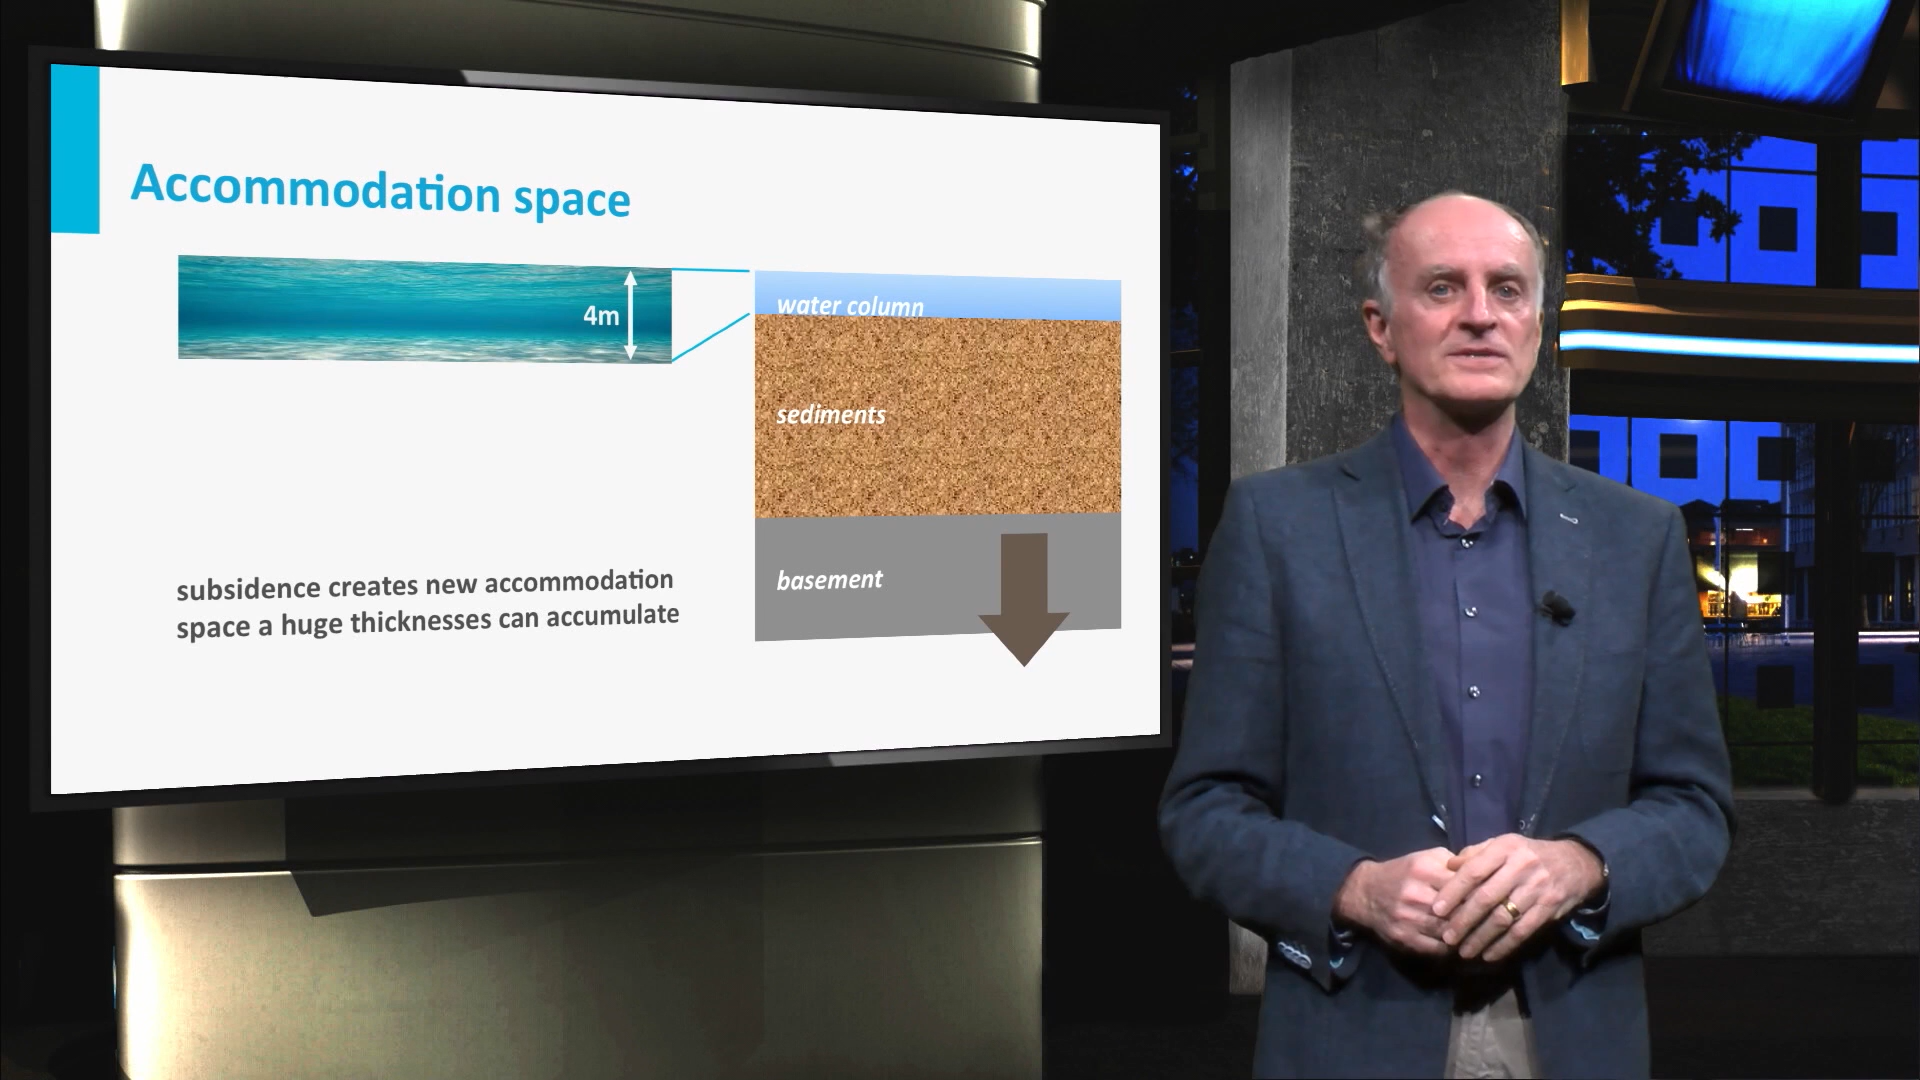 Accommodation space
4m
water column
sediments
basement
subsidence creates new accommodation
space a huge thicknesses can accumulate